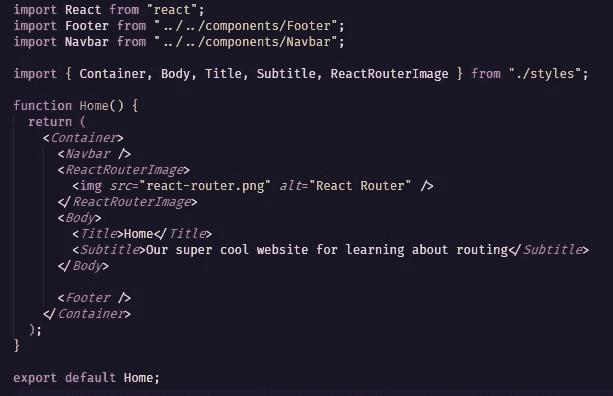 import React from "react";
import Footer from "../../components/Footer";
import Navbar from "../../components/Navbar";

import { Container, Body, Title, Subtitle, ReactRouterImage } from "./styles";

function Home() {
  return (
    <Container>
      <Navbar />
      <ReactRouterImage>
        <img src="react-router.png" alt="React Router" />
      </ReactRouterImage>
      <Body>
        <Title>Home</Title>
        <Subtitle>Our super cool website for learning about routing</Subtitle>
      </Body>

      <Footer />
    </Container>
  );
}

export default Home;